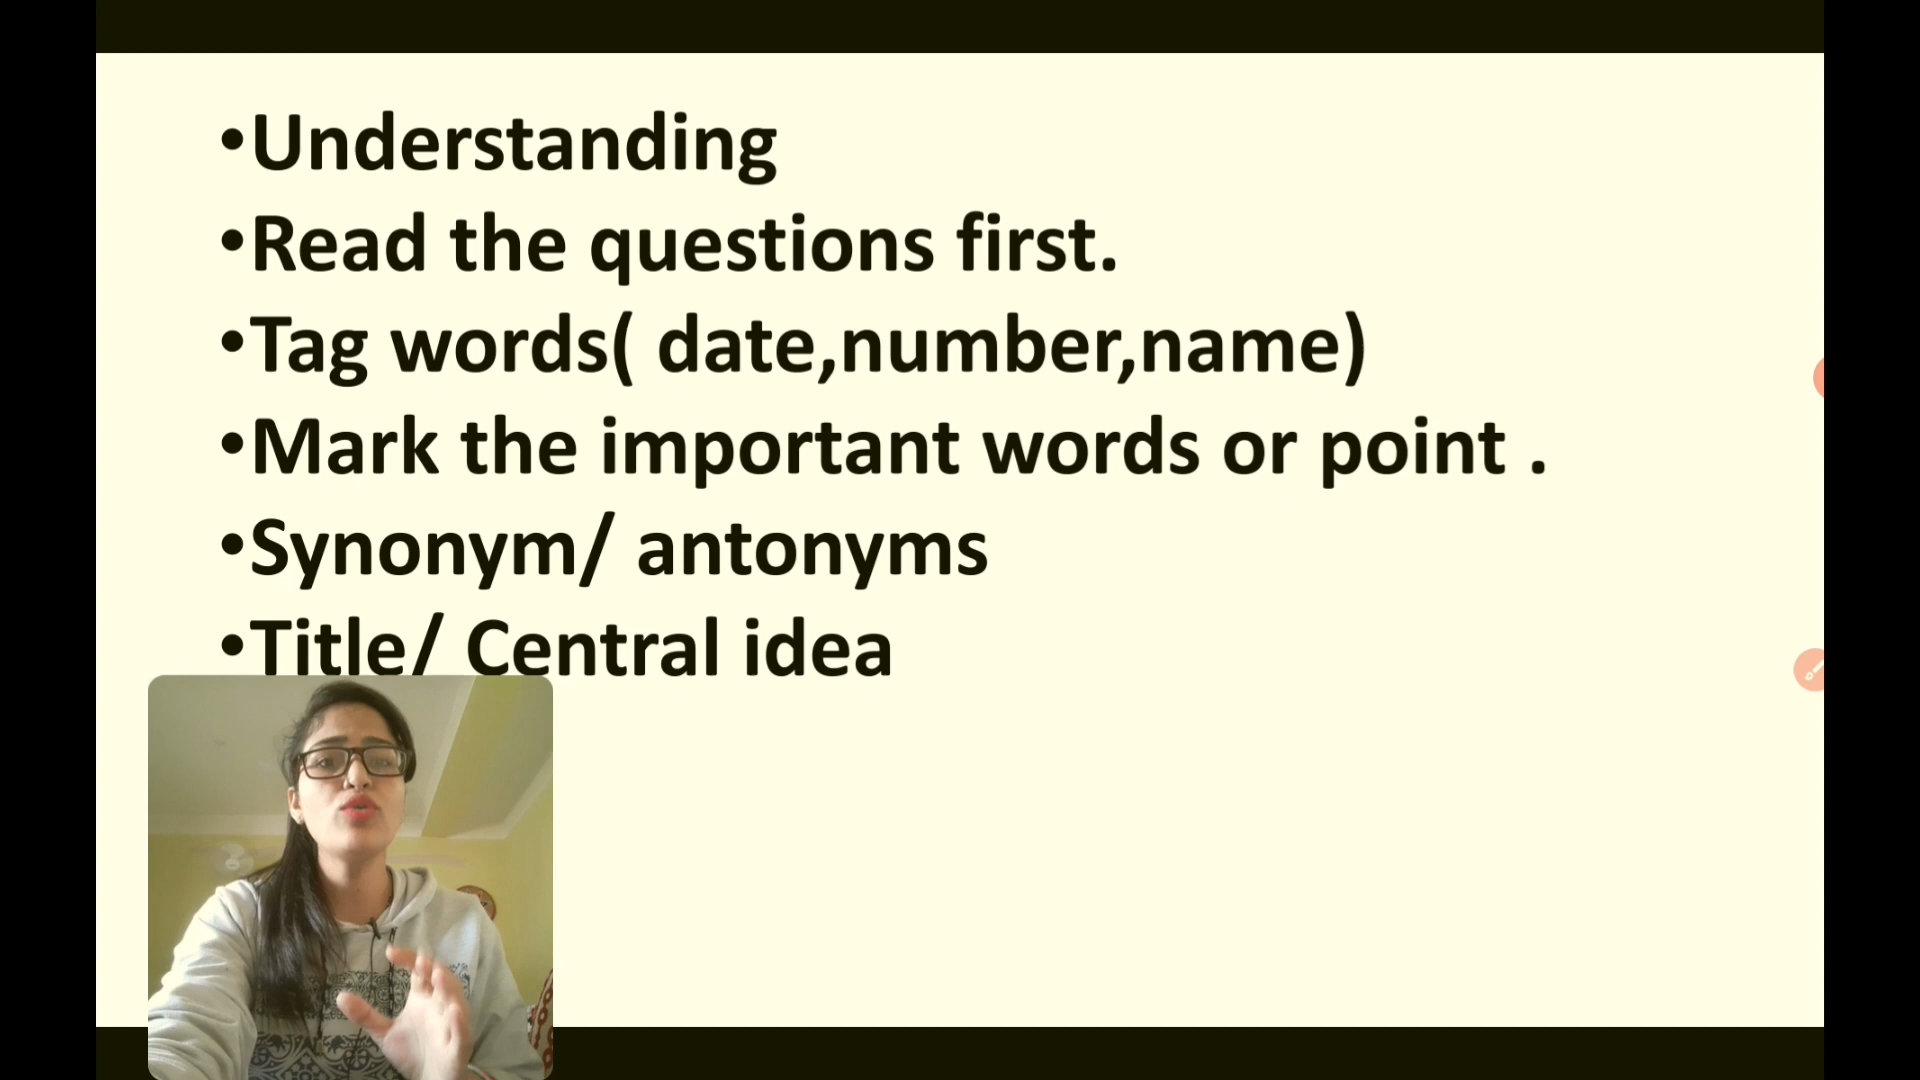 •Understanding
•Read the questions first.
•Tag words( date,number,name)
•Mark the important words or point .
•Synonym/ antonyms
•Title/ Central idea